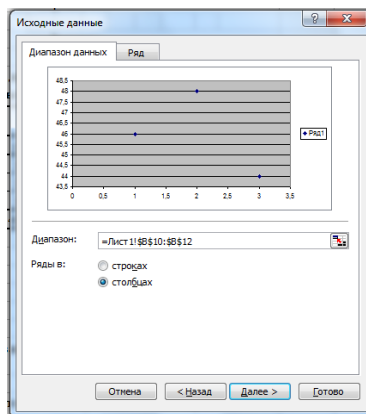 Исходные данные
Диапазон данных
Ряд
48,5
48
47,5
47
46,5
46
45,5
45
44,5
44
43,5
0
0,5
1
1,5
2
2,5
3
3,5
Ряд1
Диапазон:
=Лист1!$B$10:$B$12
Ряды в:
строках
столбцах
Отмена
< Назад
Далее >
Готово